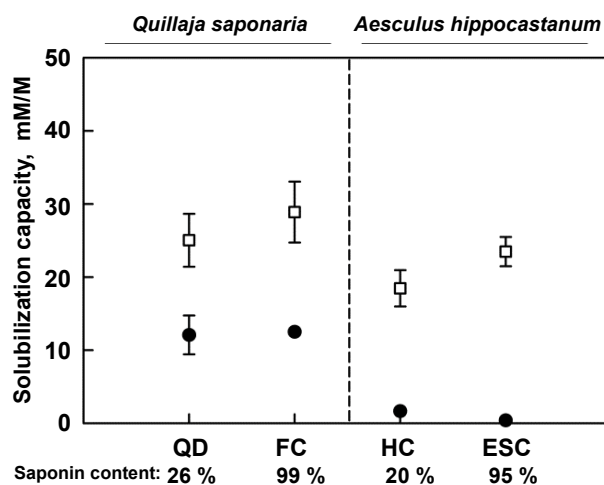 Quillaja saponaria Aesculus hippocastanum
Solubilization capacity, mM/M
50
40
30
20
10
0
QD FC HC ESC
Saponin content: 26 % 99 % 20 % 95 %